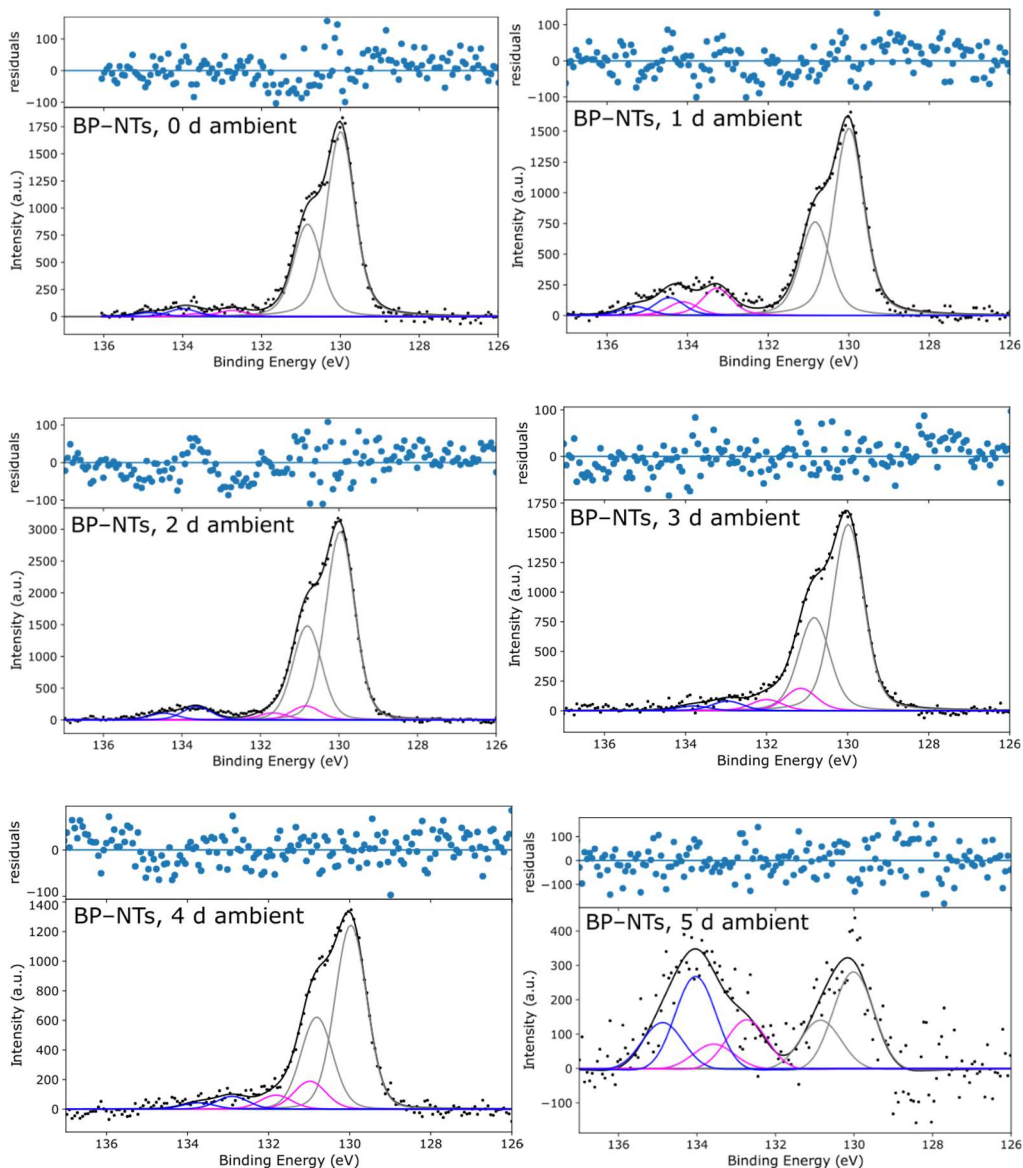 residuals
100
0
−100
BP–NTs, 0 d ambient
Intensity (a.u.)
1750
1500
1250
1000
750
500
250
0
136 134 132 130 128 126
Binding Energy (eV)
residuals
100
50
0
−50
−100
BP–NTs, 1 d ambient
Intensity (a.u.)
1500
1250
1000
750
500
250
0
136 134 132 130 128 126
Binding Energy (eV)
residuals
100
0
−100
BP–NTs, 2 d ambient
Intensity (a.u.)
3000
2500
2000
1500
1000
500
0
136 134 132 130 128 126
Binding Energy (eV)
residuals
100
0
−100
BP–NTs, 3 d ambient
Intensity (a.u.)
1750
1500
1250
1000
750
500
250
0
136 134 132 130 128 126
Binding Energy (eV)
residuals
0
−100
BP–NTs, 4 d ambient
Intensity (a.u.)
1400
1200
1000
800
600
400
200
0
136 134 132 130 128 126
Binding Energy (eV)
residuals
100
0
−100
BP–NTs, 5 d ambient
Intensity (a.u.)
400
300
200
100
0
−100
136 134 132 130 128 126
Binding Energy (eV)